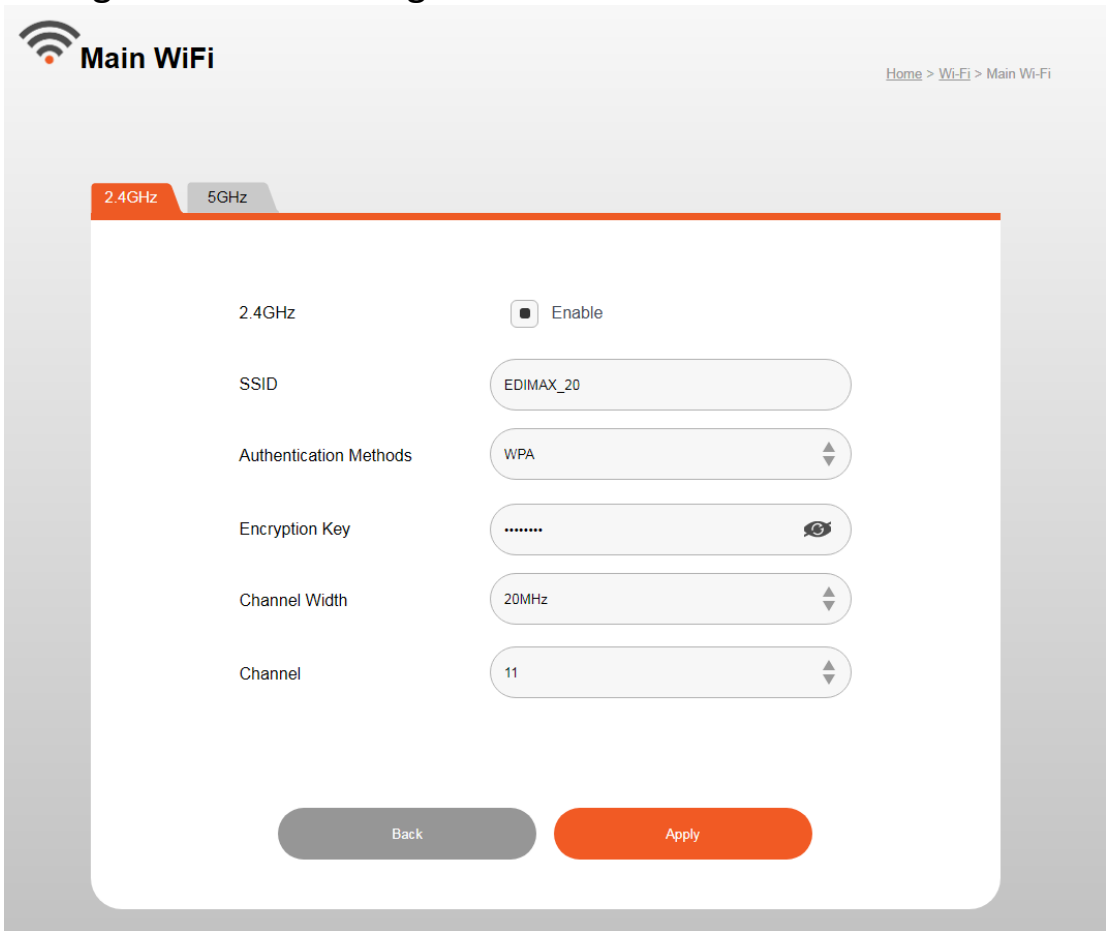 Main WiFi
Home > Wi-Fi > Main Wi-Fi
2.4GHz 5GHz
2.4GHz Enable
SSID EDIMAX_20
Authentication Methods WPA
Encryption Key ••••••••
Channel Width 20MHz
Channel 11
Back Apply